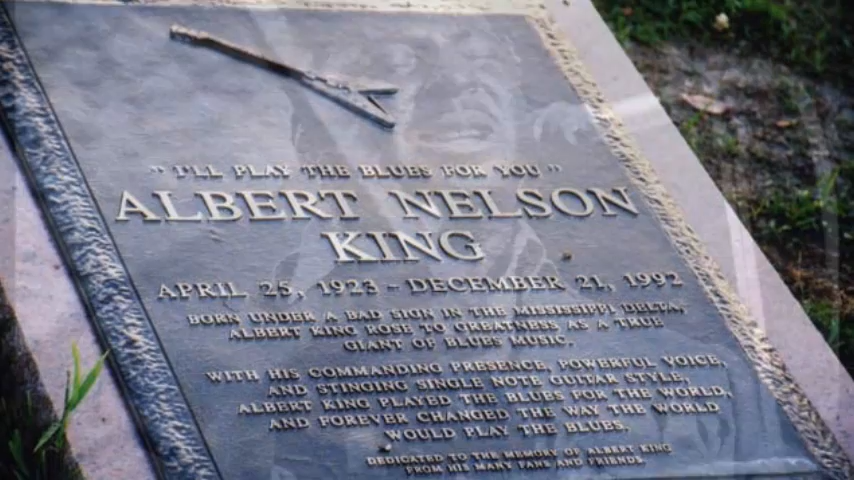 "I'LL PLAY THE BLUES FOR YOU"
ALBERT NELSON
KING
APRIL 25, 1923 - DECEMBER 21, 1992
BORN UNDER A BAD SIGN IN THE MISSISSIPPI DELTA,
ALBERT KING ROSE TO GREATNESS AS A TRUE
GIANT OF BLUES MUSIC.
WITH HIS COMMANDING PRESENCE, POWERFUL VOICE,
AND STINGING SINGLE NOTE GUITAR STYLE,
ALBERT KING PLAYED THE BLUES FOR THE WORLD,
AND FOREVER CHANGED THE WAY THE WORLD
WOULD PLAY THE BLUES.
DEDICATED TO THE MEMORY OF ALBERT KING
FROM HIS MANY FANS AND FRIENDS.